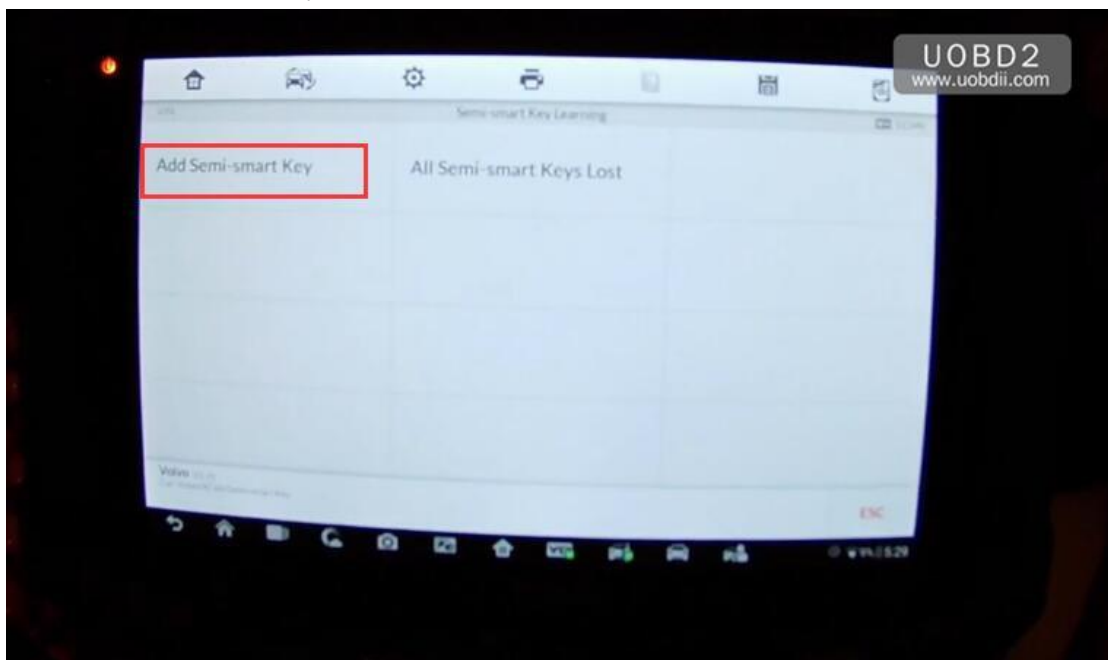 UOBD2
www.uobdii.com
Semi-smart Key Learning
Add Semi-smart Key
All Semi-smart Keys Lost
Volvo
ESC